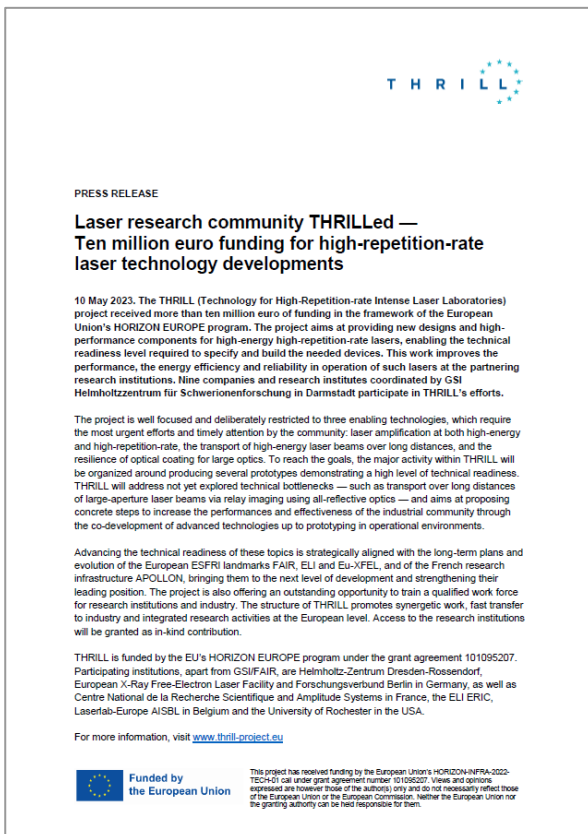 T H R I L L
PRESS RELEASE
Laser research community THRILLed —
Ten million euro funding for high-repetition-rate
laser technology developments
10 May 2023. The THRILL (Technology for High-Repetition-rate Intense Laser Laboratories)
project received more than ten million euro of funding in the framework of the European
Union's HORIZON EUROPE program. The project aims at providing new designs and high-
performance components for high-energy high-repetition-rate lasers, enabling the technical
readiness level required to specify and build the needed devices. This work improves the
performance, the energy efficiency and reliability in operation of such lasers at the partnering
research institutions. Nine companies and research institutes coordinated by GSI
Helmholtzzentrum für Schwerionenforschung in Darmstadt participate in THRILL's efforts.
The project is well focused and deliberately restricted to three enabling technologies, which require
the most urgent efforts and timely attention by the community: laser amplification at both high-energy
and high-repetition-rate, the transport of high-energy laser beams over long distances, and the
resilience of optical coating for large optics. To reach the goals, the major activity within THRILL will
be organized around producing several prototypes demonstrating a high level of technical readiness.
THRILL will address not yet explored technical bottlenecks — such as transport over long distances
of large-aperture laser beams via relay imaging using all-reflective optics — and aims at proposing
concrete steps to increase the performances and effectiveness of the industrial community through
the co-development of advanced technologies up to prototyping in operational environments.
Advancing the technical readiness of these topics is strategically aligned with the long-term plans and
evolution of the European ESFRI landmarks FAIR, ELI and Eu-XFEL, and of the French research
infrastructure APOLLON, bringing them to the next level of development and strengthening their
leading position. The project is also offering an outstanding opportunity to train a qualified work force
for research institutions and industry. The structure of THRILL promotes synergetic work, fast transfer
to industry and integrated research activities at the European level. Access to the research institutions
will be granted as in-kind contribution.
THRILL is funded by the EU's HORIZON EUROPE program under the grant agreement 101095207.
Participating institutions, apart from GSI/FAIR, are Helmholtz-Zentrum Dresden-Rossendorf,
European X-Ray Free-Electron Laser Facility and Forschungsverbund Berlin in Germany, as well as
Centre National de la Recherche Scientifique and Amplitude Systems in France, the ELI ERIC,
Laserlab-Europe AISBL in Belgium and the University of Rochester in the USA.
For more information, visit www.thrill-project.eu
Funded by
the European Union
This project has received funding by the European Union's HORIZON-INFRA-2022-
TECH-01 call under grant agreement number 101095207. Views and opinions
expressed are however those of the author(s) only and do not necessarily reflect those
of the European Union or the European Commission. Neither the European Union nor
the granting authority can be held responsible for them.